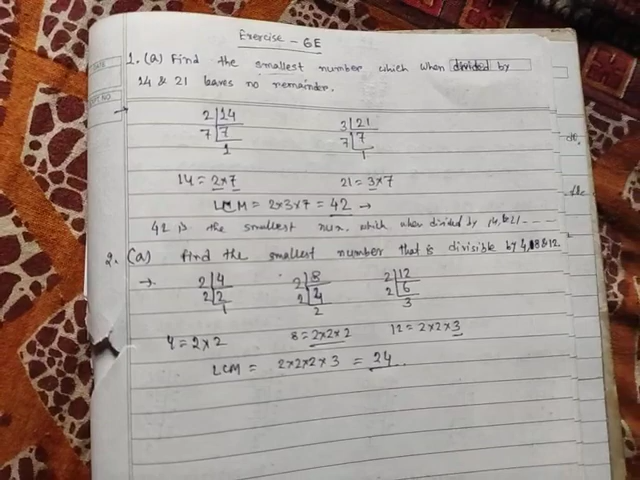 Exercise - 6E
1. (a) Find the smallest number which when divided by
14 & 21 leaves no remainder.
2 | 14    3 | 21
7 | 7    7 | 7
1    1
14 = 2×7    21 = 3×7
LCM = 2×3×7 = 42 →
42 is the smallest num. which when divided by 14, & 21 - - - -
2. (a) Find the smallest number that is divisible by 4, 8 & 12.
→ 2 | 4    2 | 8    2 | 12
2 | 2    2 | 4    2 | 6
1    2    3
4 = 2×2    8 = 2×2×2    12 = 2×2×3
LCM = 2×2×2×3 = 24